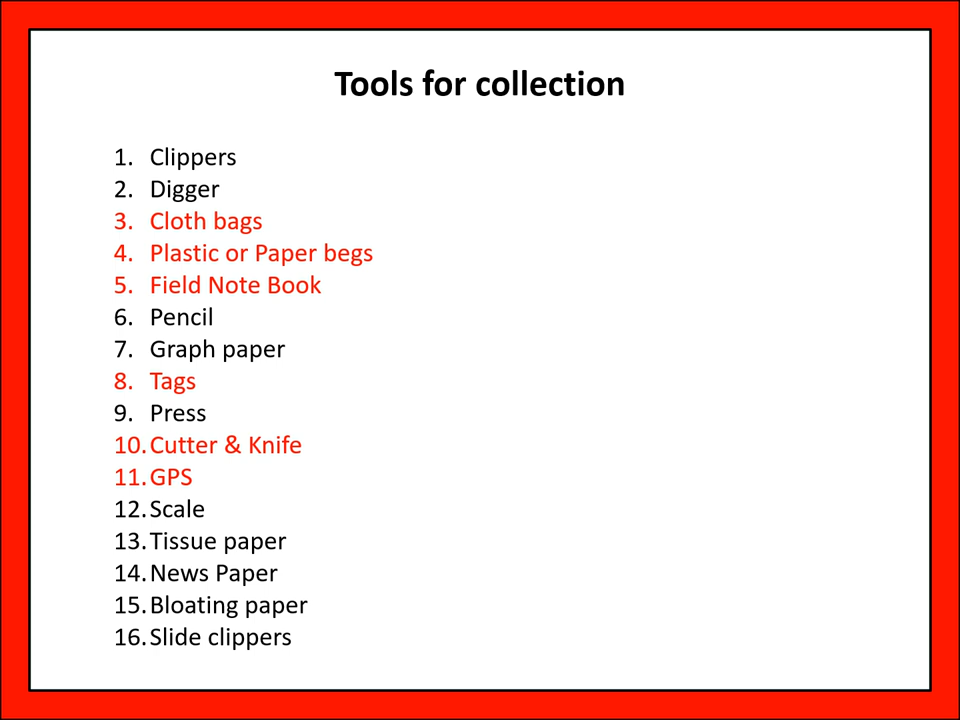 Tools for collection
1. Clippers
2. Digger
3. Cloth bags
4. Plastic or Paper begs
5. Field Note Book
6. Pencil
7. Graph paper
8. Tags
9. Press
10. Cutter & Knife
11. GPS
12. Scale
13. Tissue paper
14. News Paper
15. Bloating paper
16. Slide clippers